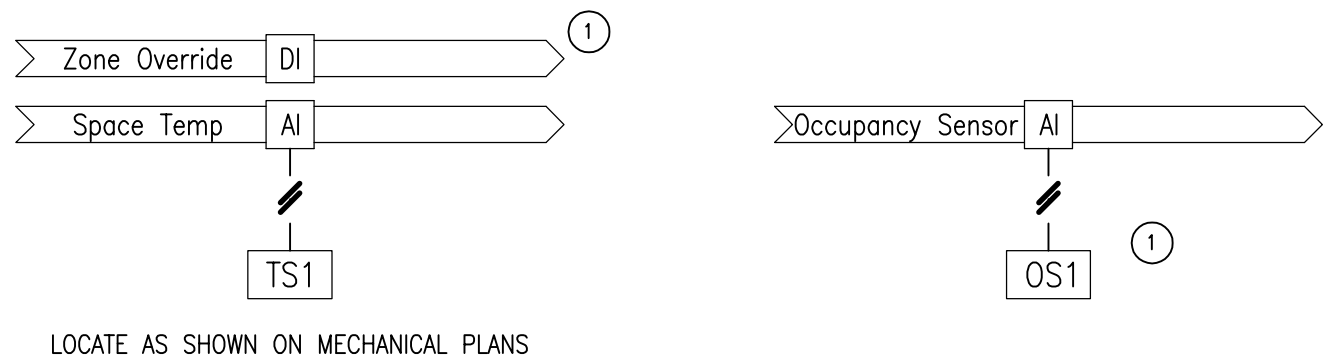 1
Zone Override DI
Space Temp AI
Occupancy Sensor AI
1
TS1
OS1
LOCATE AS SHOWN ON MECHANICAL PLANS